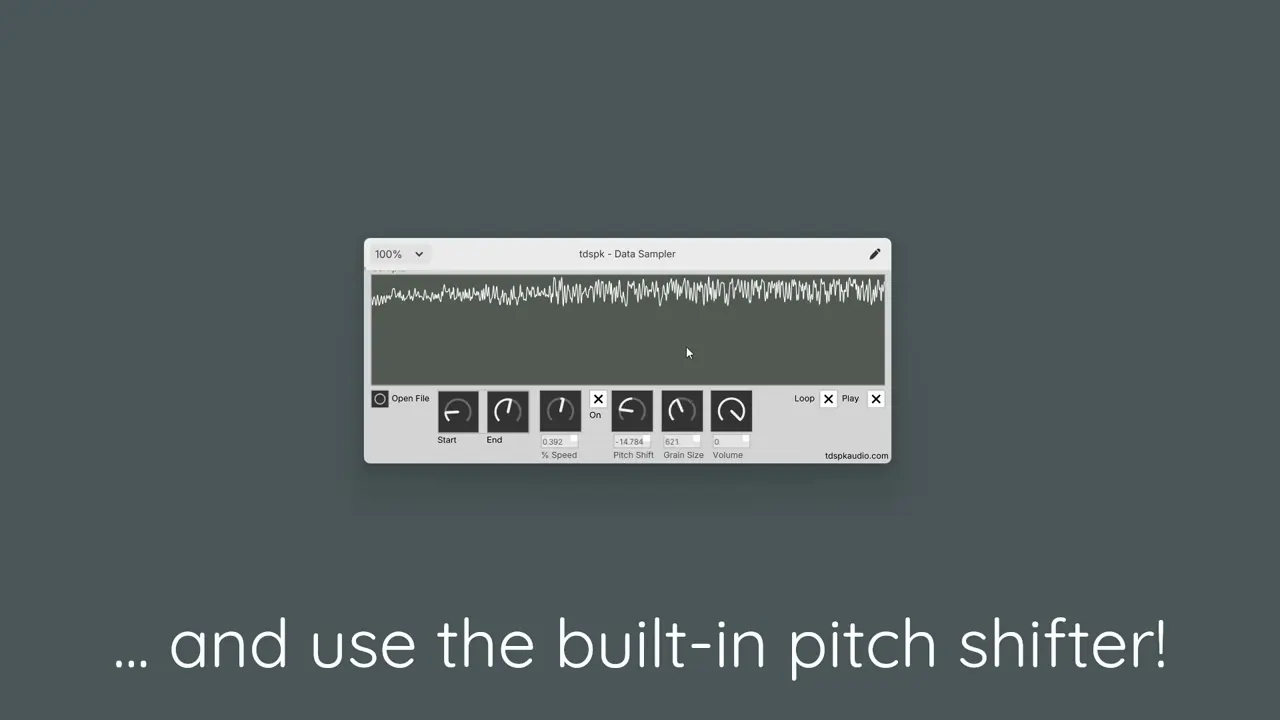 100%
tdspk - Data Sampler
Open File
Start
End
0.392
% Speed
On
-14.784
Pitch Shift
621
Grain Size
0
Volume
Loop
Play
tdspkaudio.com
... and use the built-in pitch shifter!